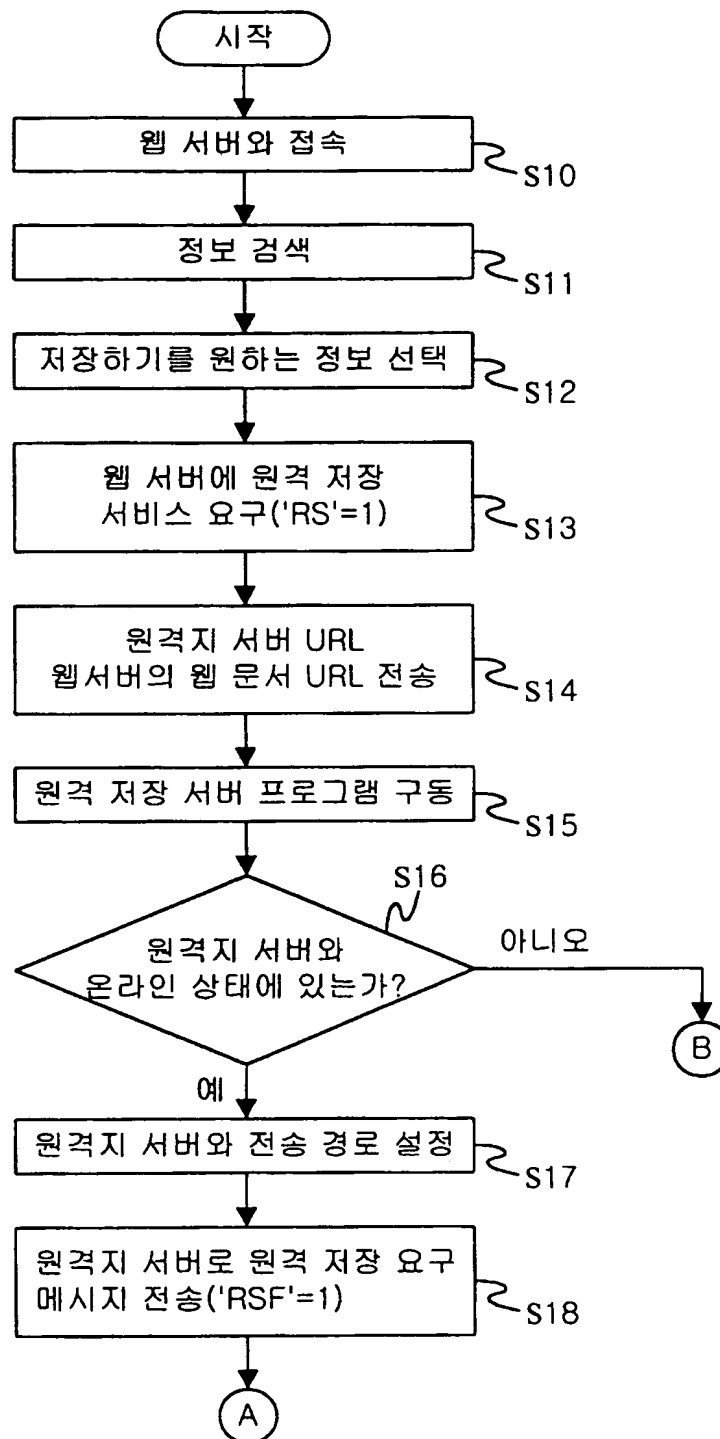 시작
웹 서버와 접속
S10
정보 검색
S11
저장하기를 원하는 정보 선택
S12
웹 서버에 원격 저장
서비스 요구('RS'=1)
S13
원격지 서버 URL
웹서버의 웹 문서 URL 전송
S14
원격 저장 서버 프로그램 구동
S15
S16
원격지 서버와
온라인 상태에 있는가?
아니오
B
예
원격지 서버와 전송 경로 설정
S17
원격지 서버로 원격 저장 요구
메시지 전송('RSF'=1)
S18
A